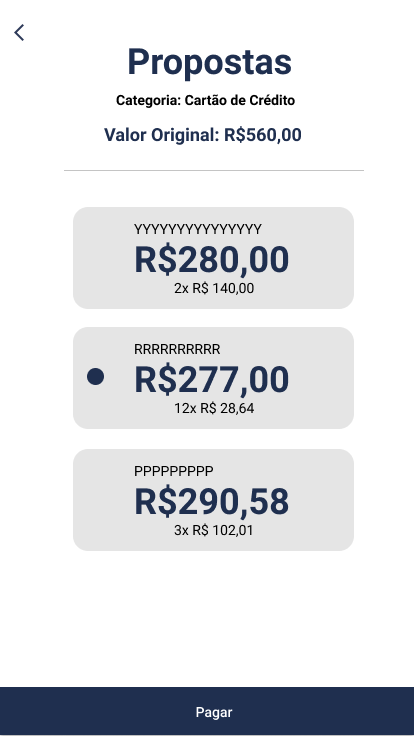 Propostas
Categoria: Cartão de Crédito
Valor Original: R$560,00
YYYYYYYYYYYYYYY
R$280,00
2x R$ 140,00
RRRRRRRRRR
R$277,00
12x R$ 28,64
PPPPPPPPP
R$290,58
3x R$ 102,01
Pagar